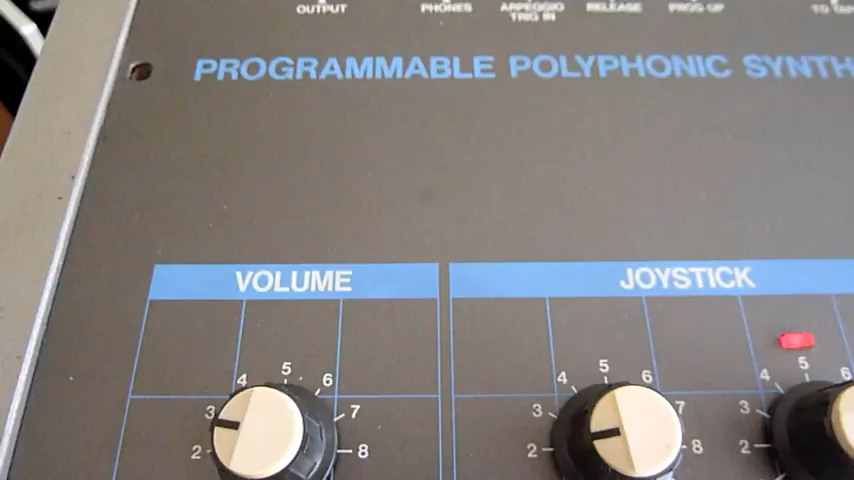 OUTPUT PHONES ARPEGGIO TRIG IN RELEASE PROG UP TO
PROGRAMMABLE POLYPHONIC SYNTH
VOLUME JOYSTICK
2 3 4 5 6 7 8
2 3 4 5 6 7 8
2 3 4 5 6